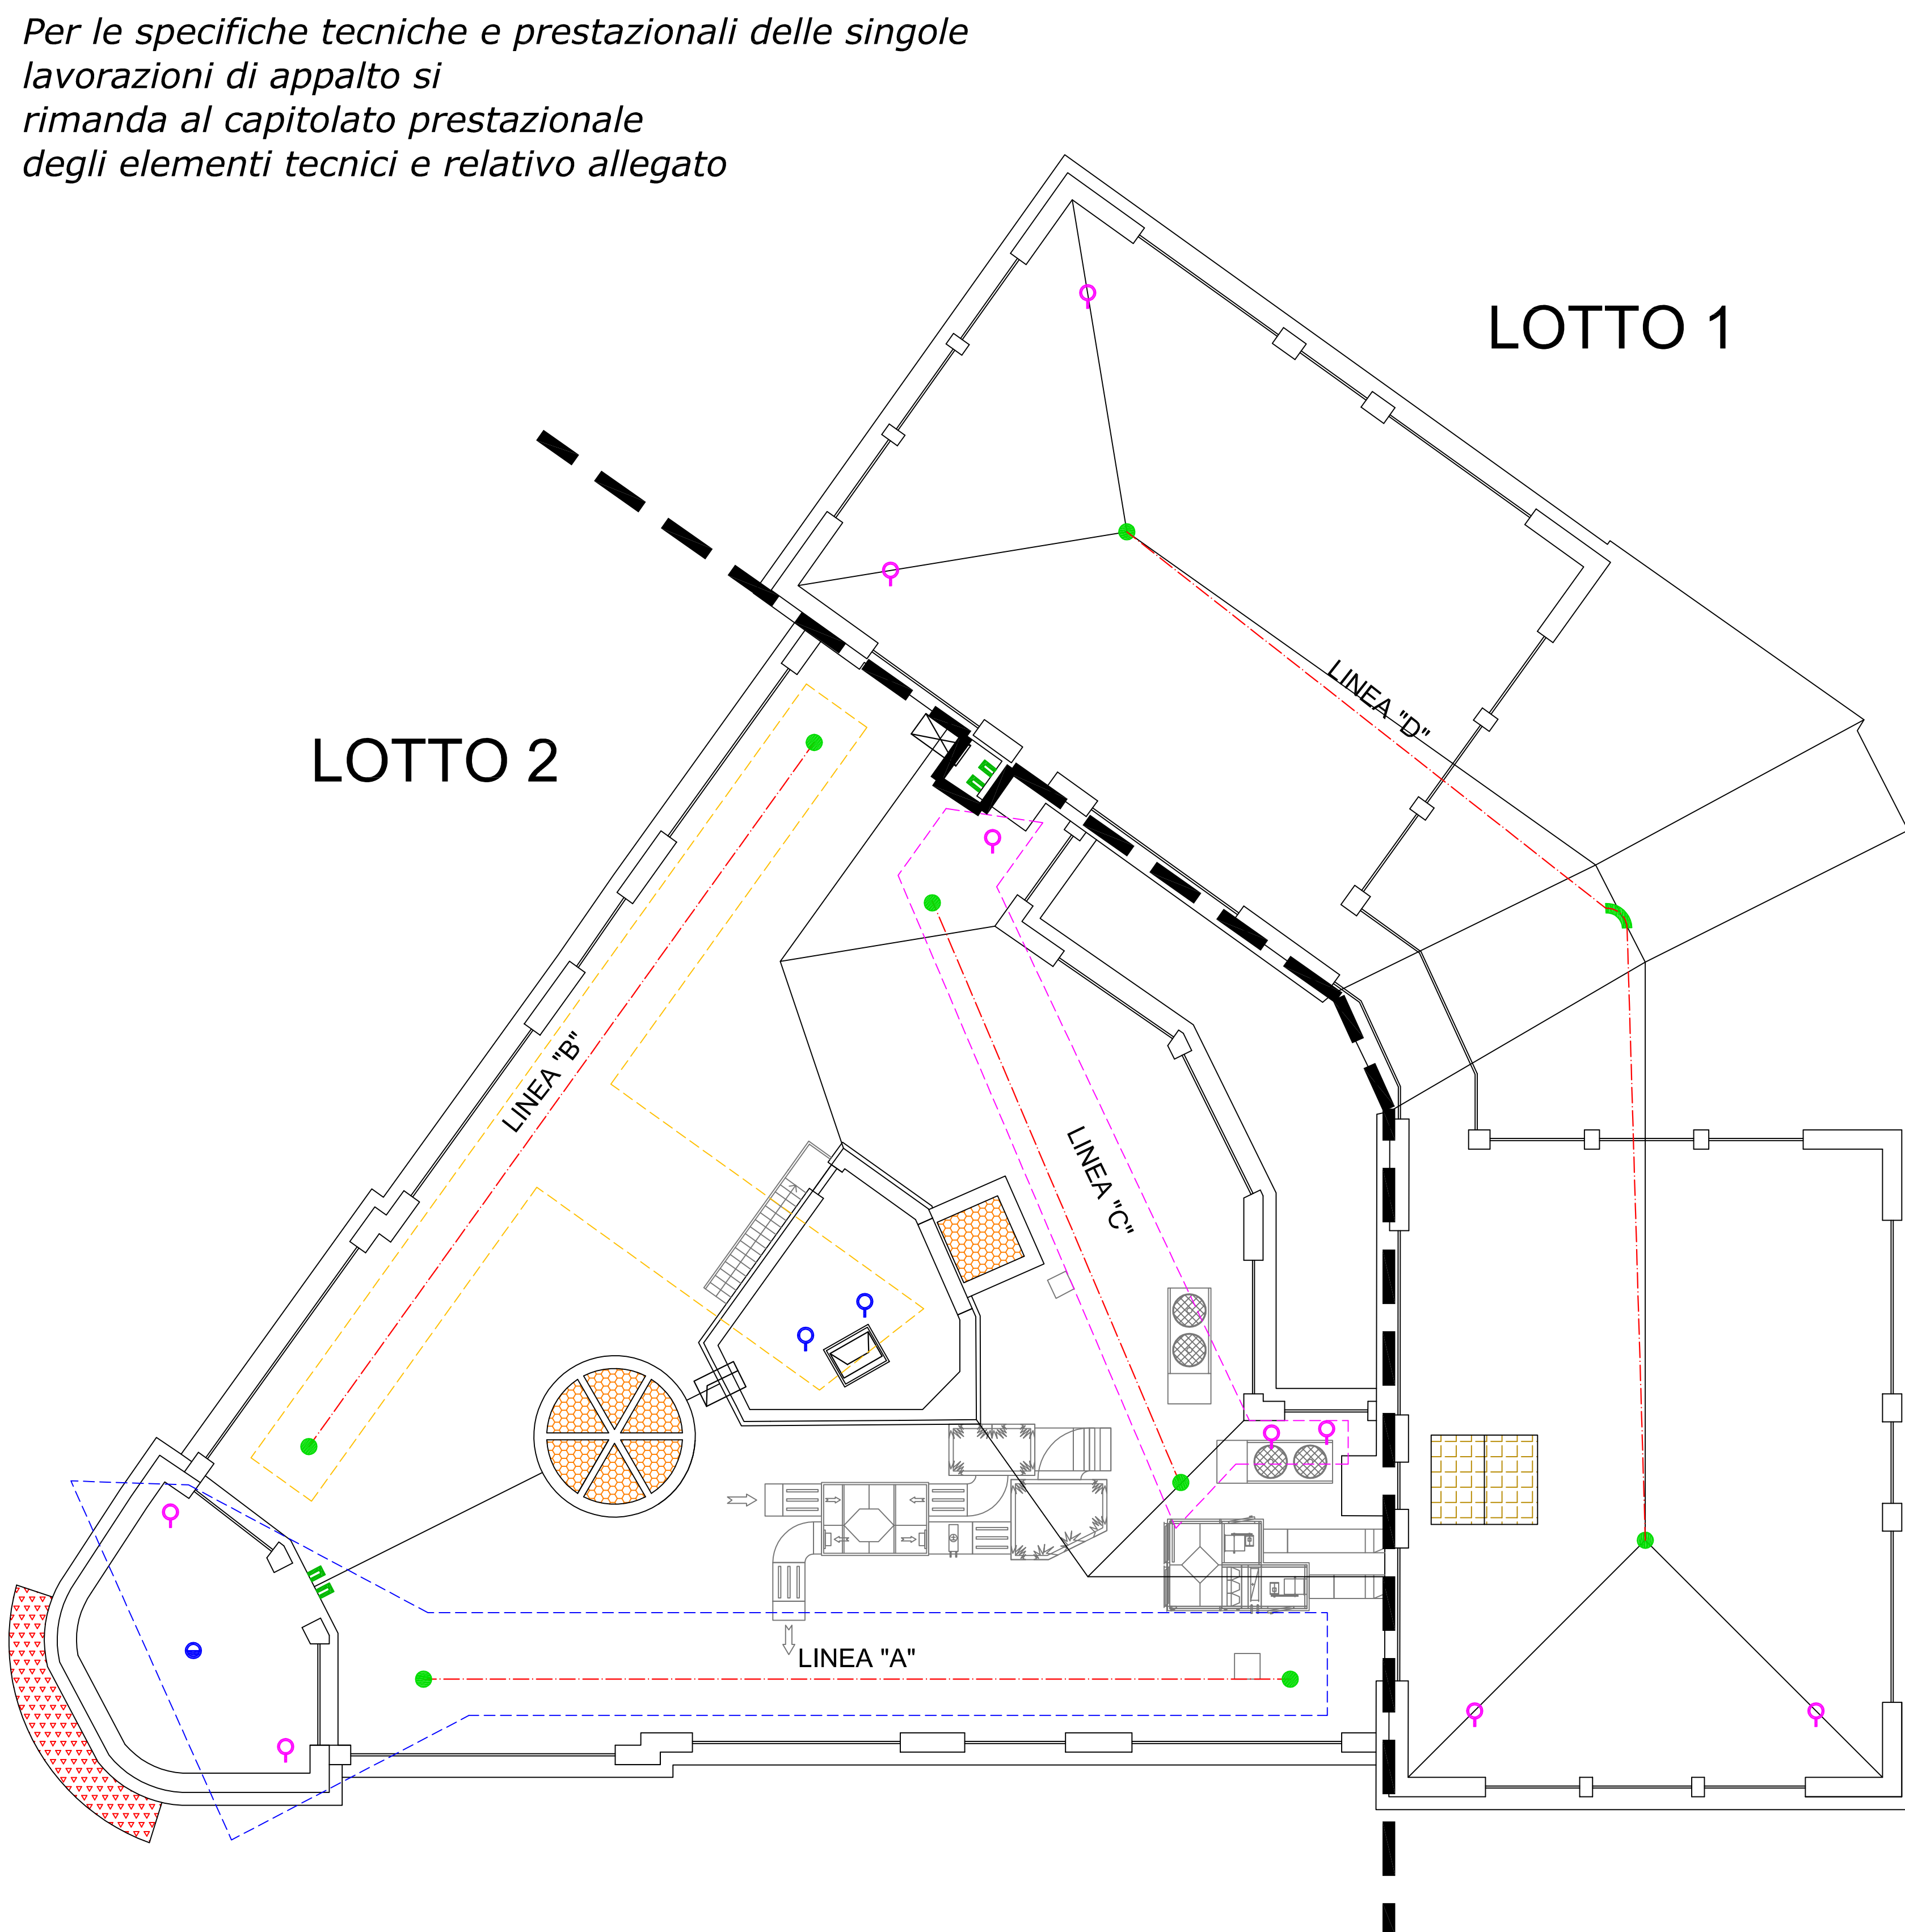 Per le specifiche tecniche e prestazionali delle singole
lavorazioni di appalto si
rimanda al capitolato prestazionale
degli elementi tecnici e relativo allegato
LOTTO 1
LOTTO 2
LINEA "D"
LINEA "B"
LINEA "C"
LINEA "A"